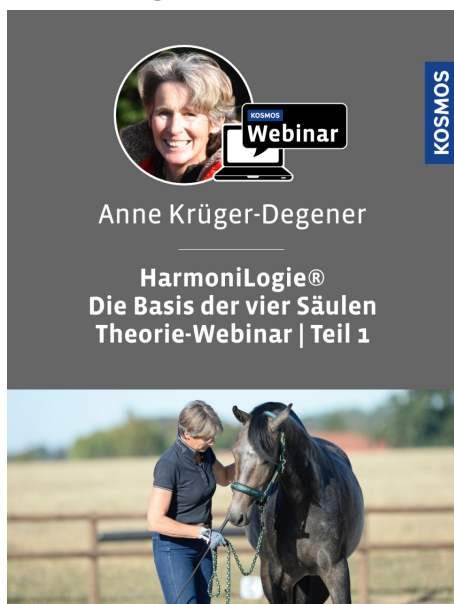 KOSMOS
KOSMOS
Webinar
Anne Krüger-Degener
HarmoniLogie®
Die Basis der vier Säulen
Theorie-Webinar | Teil 1